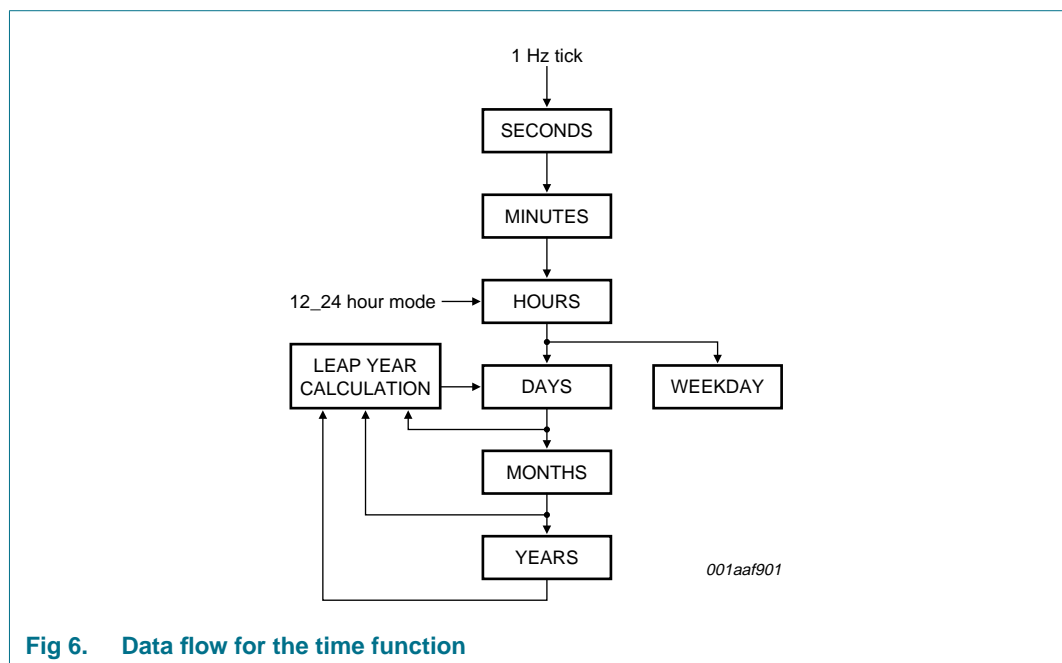 1 Hz tick
SECONDS
MINUTES
12_24 hour mode
HOURS
LEAP YEAR
CALCULATION
DAYS
WEEKDAY
MONTHS
YEARS
001aaf901
Fig 6. Data flow for the time function